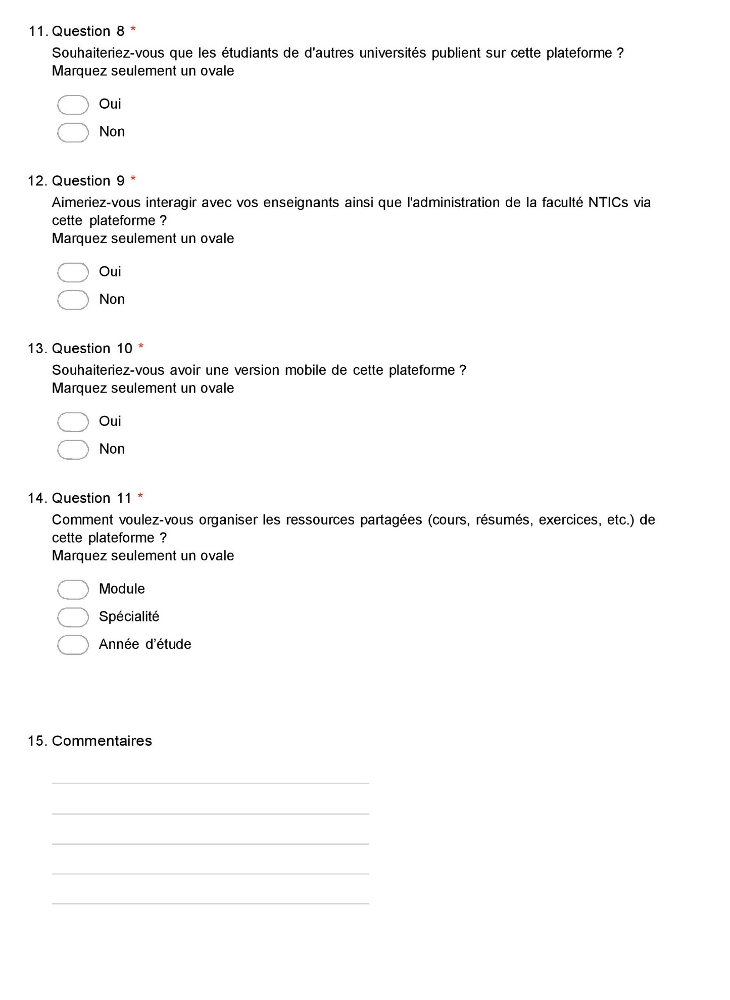 11. Question 8 *
Souhaiteriez-vous que les étudiants de d'autres universités publient sur cette plateforme ?
Marquez seulement un ovale
Oui
Non
12. Question 9 *
Aimeriez-vous interagir avec vos enseignants ainsi que l'administration de la faculté NTICs via
cette plateforme ?
Marquez seulement un ovale
Oui
Non
13. Question 10 *
Souhaiteriez-vous avoir une version mobile de cette plateforme ?
Marquez seulement un ovale
Oui
Non
14. Question 11 *
Comment voulez-vous organiser les ressources partagées (cours, résumés, exercices, etc.) de
cette plateforme ?
Marquez seulement un ovale
Module
Spécialité
Année d’étude
15. Commentaires